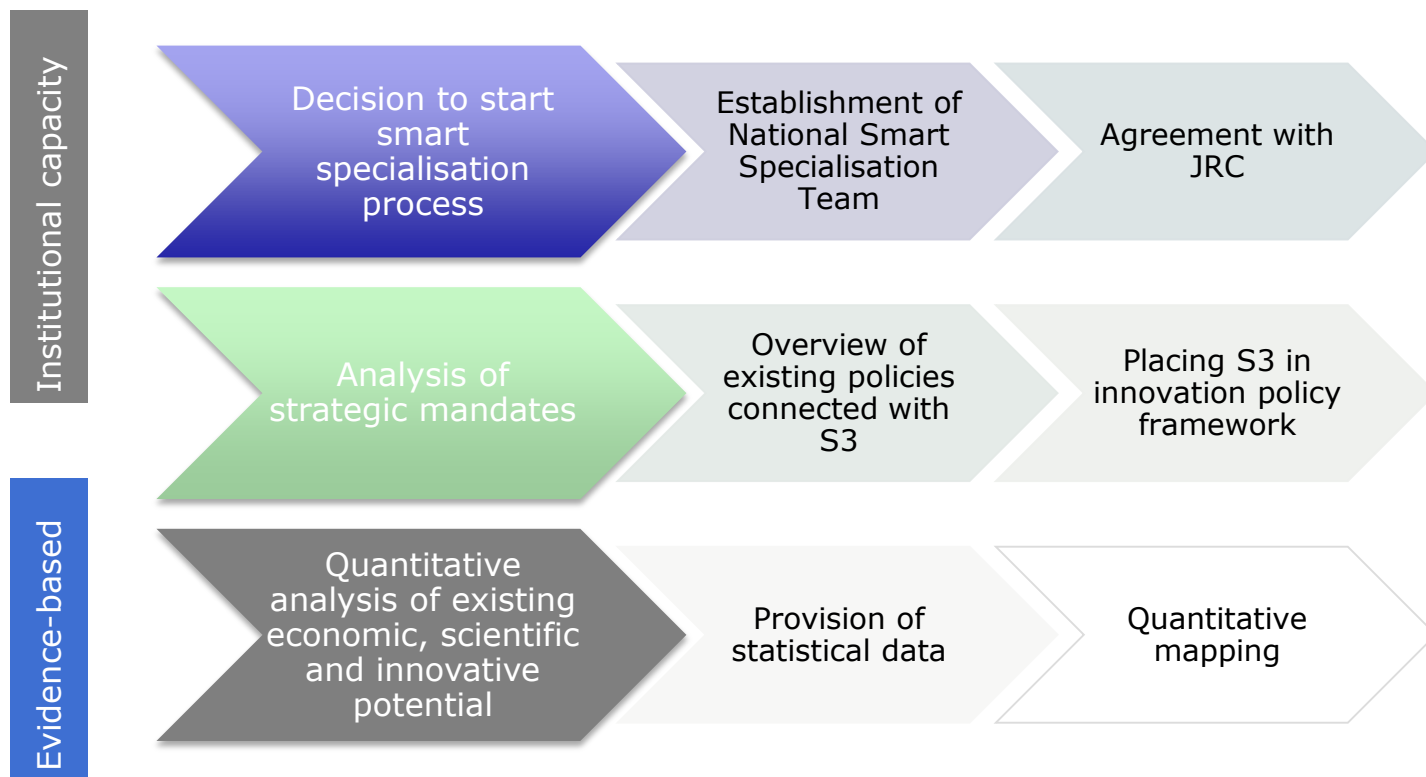 Institutional capacity
Decision to start
smart
specialisation
process
Establishment of
National Smart
Specialisation
Team
Agreement with
JRC
Analysis of
strategic mandates
Overview of
existing policies
connected with
S3
Placing S3 in
innovation policy
framework
Evidence-based
Quantitative
analysis of existing
economic, scientific
and innovative
potential
Provision of
statistical data
Quantitative
mapping